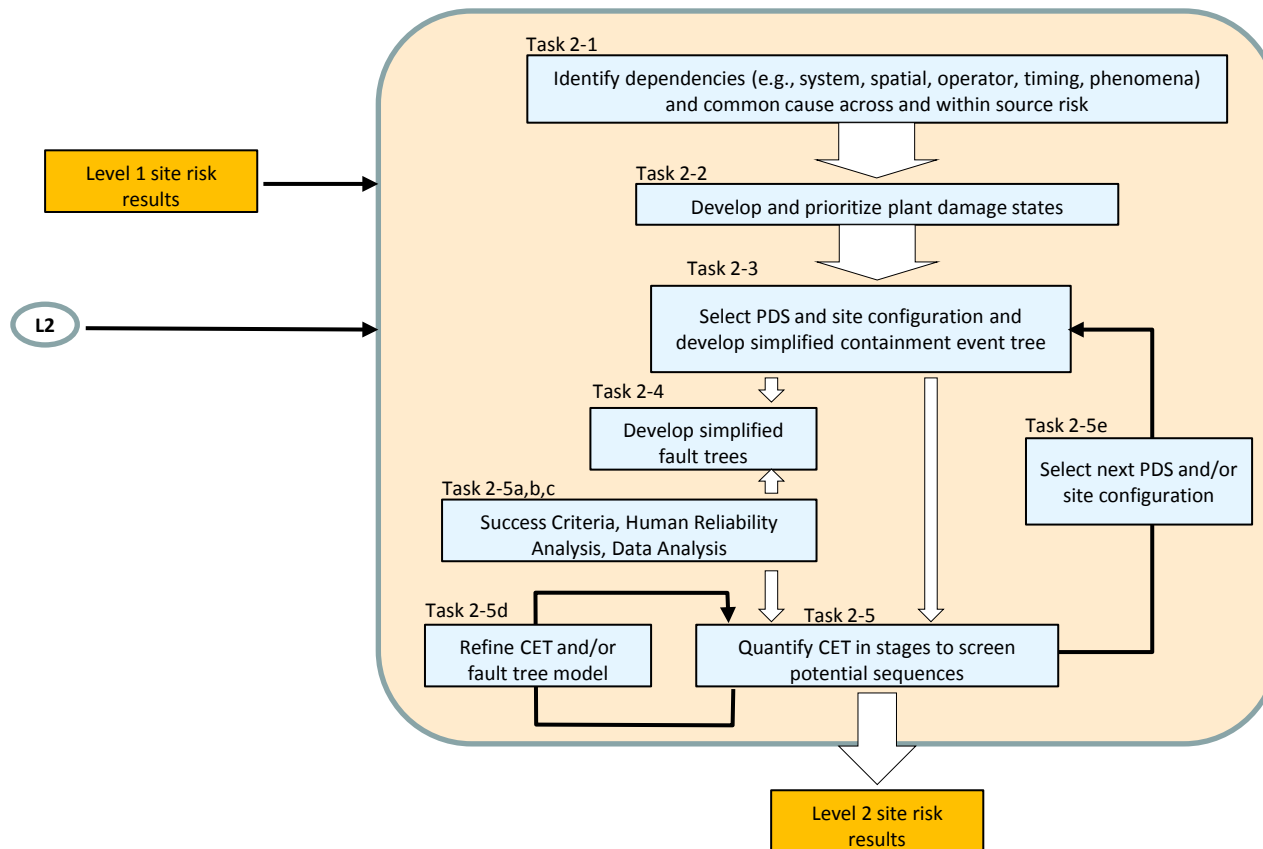 Task 2-1
Identify dependencies (e.g., system, spatial, operator, timing, phenomena)
and common cause across and within source risk
Level 1 site risk
results
Task 2-2
Develop and prioritize plant damage states
Task 2-3
Select PDS and site configuration and
develop simplified containment event tree
L2
Task 2-4
Develop simplified
fault trees
Task 2-5e
Select next PDS and/or
site configuration
Task 2-5a,b,c
Success Criteria, Human Reliability
Analysis, Data Analysis
Task 2-5d
Refine CET and/or
fault tree model
Task 2-5
Quantify CET in stages to screen
potential sequences
Level 2 site risk
results